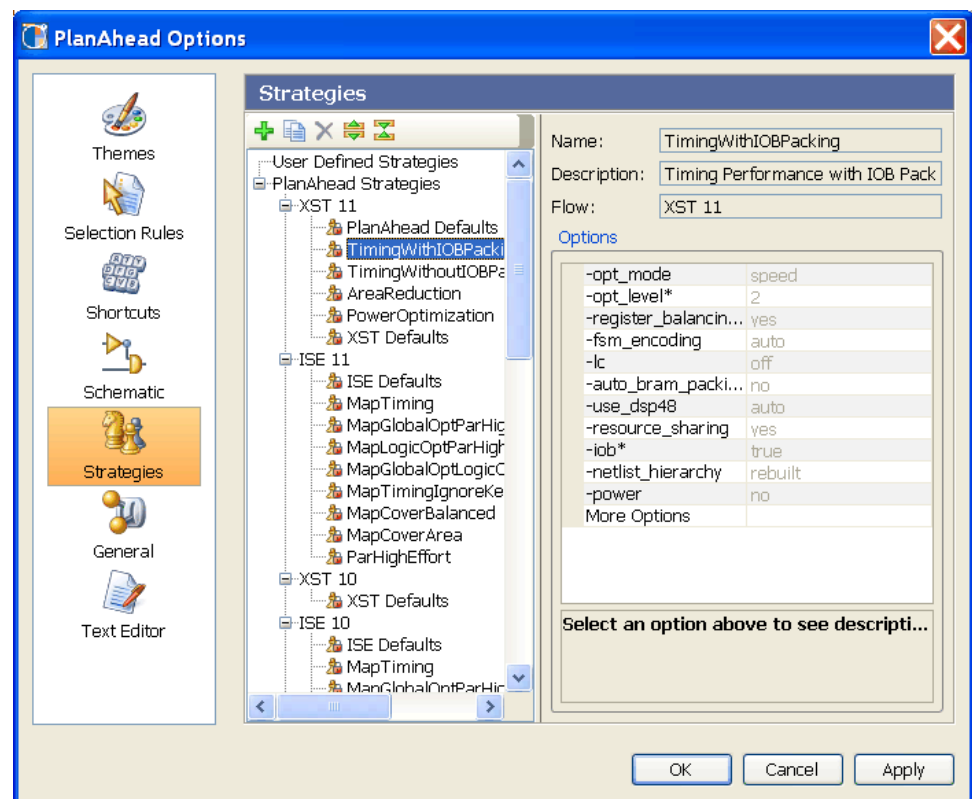 PlanAhead Options
Themes
Selection Rules
Shortcuts
Schematic
Strategies
General
Text Editor
Strategies
User Defined Strategies
PlanAhead Strategies
XST 11
PlanAhead Defaults
TimingWithIOBPacki
TimingWithoutIOBPa
AreaReduction
PowerOptimization
XST Defaults
ISE 11
ISE Defaults
MapTiming
MapGlobalOptParHig
MapLogicOptParHigh
MapGlobalOptLogicC
MapTimingIgnoreKe
MapCoverBalanced
MapCoverArea
ParHighEffort
XST 10
XST Defaults
ISE 10
ISE Defaults
MapTiming
MapGlobalOptParHig
Name: TimingWithIOBPacking
Description: Timing Performance with IOB Pack
Flow: XST 11
Options
-opt_mode speed
-opt_level* 2
-register_balancin... yes
-fsm_encoding auto
-lc off
-auto_bram_packi... no
-use_dsp48 auto
-resource_sharing yes
-iob* true
-netlist_hierarchy rebuilt
-power no
More Options
Select an option above to see descripti...
OK Cancel Apply